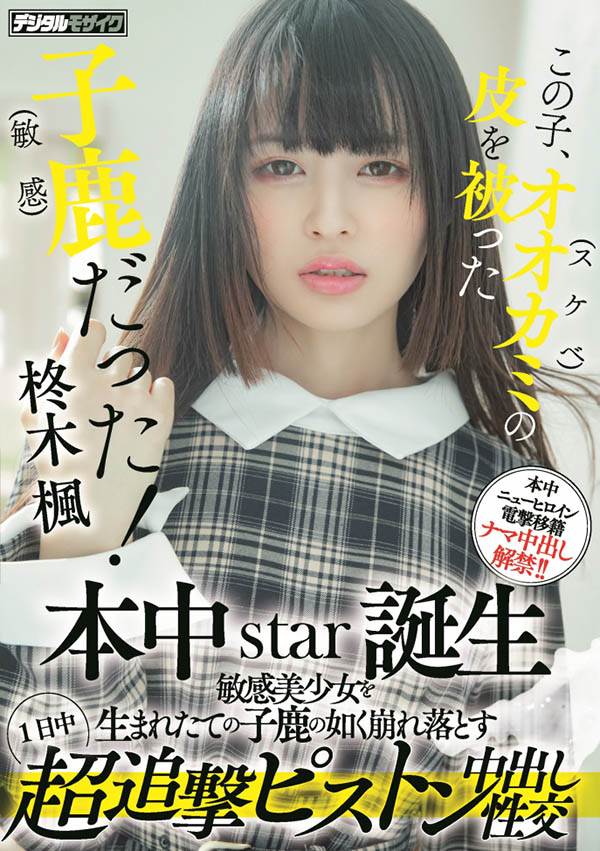 デジタルモザイク
この子、オオカミの
(スケベ)
皮を被った
子鹿だった!
(敏感)
柊木楓
本中
ニューヒロイン
電撃移籍
ナマ中出し
解禁!!
本中star誕生
敏感美少女を
1日中
生まれたての子鹿の如く崩れ落とす
超追撃ピストン中出し
性交